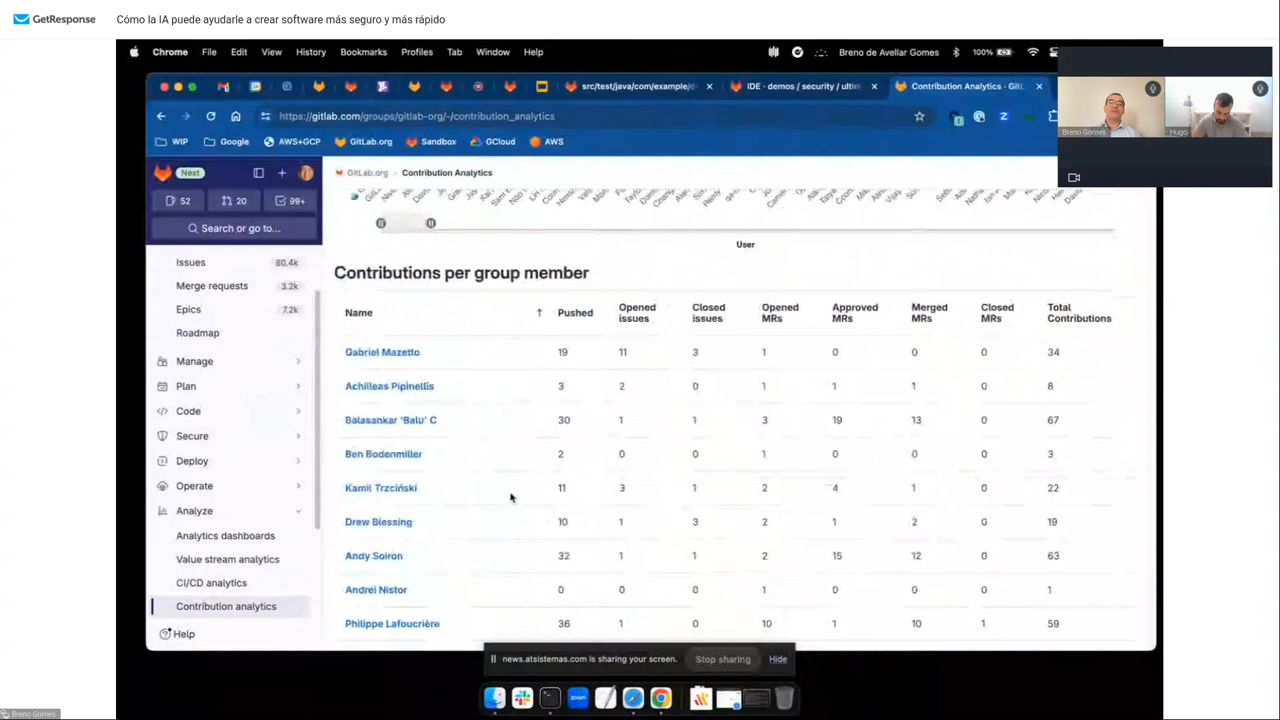 GetResponse Cómo la IA puede ayudarle a crear software más seguro y más rápido
Chrome File Edit View History Bookmarks Profiles Tab Window Help Breno de Avellar Gomes 100%
src/test/java/com/example/d IDE - demos / security / ultin Contribution Analytics - GitL
https://gitlab.com/groups/gitlab-org/-/contribution_analytics
WIP Google AWS+GCP GitLab.org Sandbox GCloud AWS
Breno Gomes Hugo
Next
52 20 99+
Search or go to...
Issues 80.4k
Merge requests 3.2k
Epics 7.2k
Roadmap
Manage
Plan
Code
Secure
Deploy
Operate
Analyze
Analytics dashboards
Value stream analytics
CI/CD analytics
Contribution analytics
Help
GitLab.org / Contribution Analytics
User
Contributions per group member
Name ↑ Pushed Opened issues Closed issues Opened MRs Approved MRs Merged MRs Closed MRs Total Contributions
Gabriel Mazetto 19 11 3 1 0 0 0 34
Achilleas Pipinellis 3 2 0 1 1 1 0 8
Balasankar 'Balu' C 30 1 1 3 19 13 0 67
Ben Bodenmiller 2 0 0 1 0 0 0 3
Kamil Trzciński 11 3 1 2 4 1 0 22
Drew Blessing 10 1 3 2 1 2 0 19
Andy Soiron 32 1 1 2 15 12 0 63
Andrei Nistor 0 0 0 1 0 0 0 1
Philippe Lafoucrière 36 1 0 10 1 10 1 59
news.atsistemas.com is sharing your screen. Stop sharing Hide
zoom
Breno Gomes